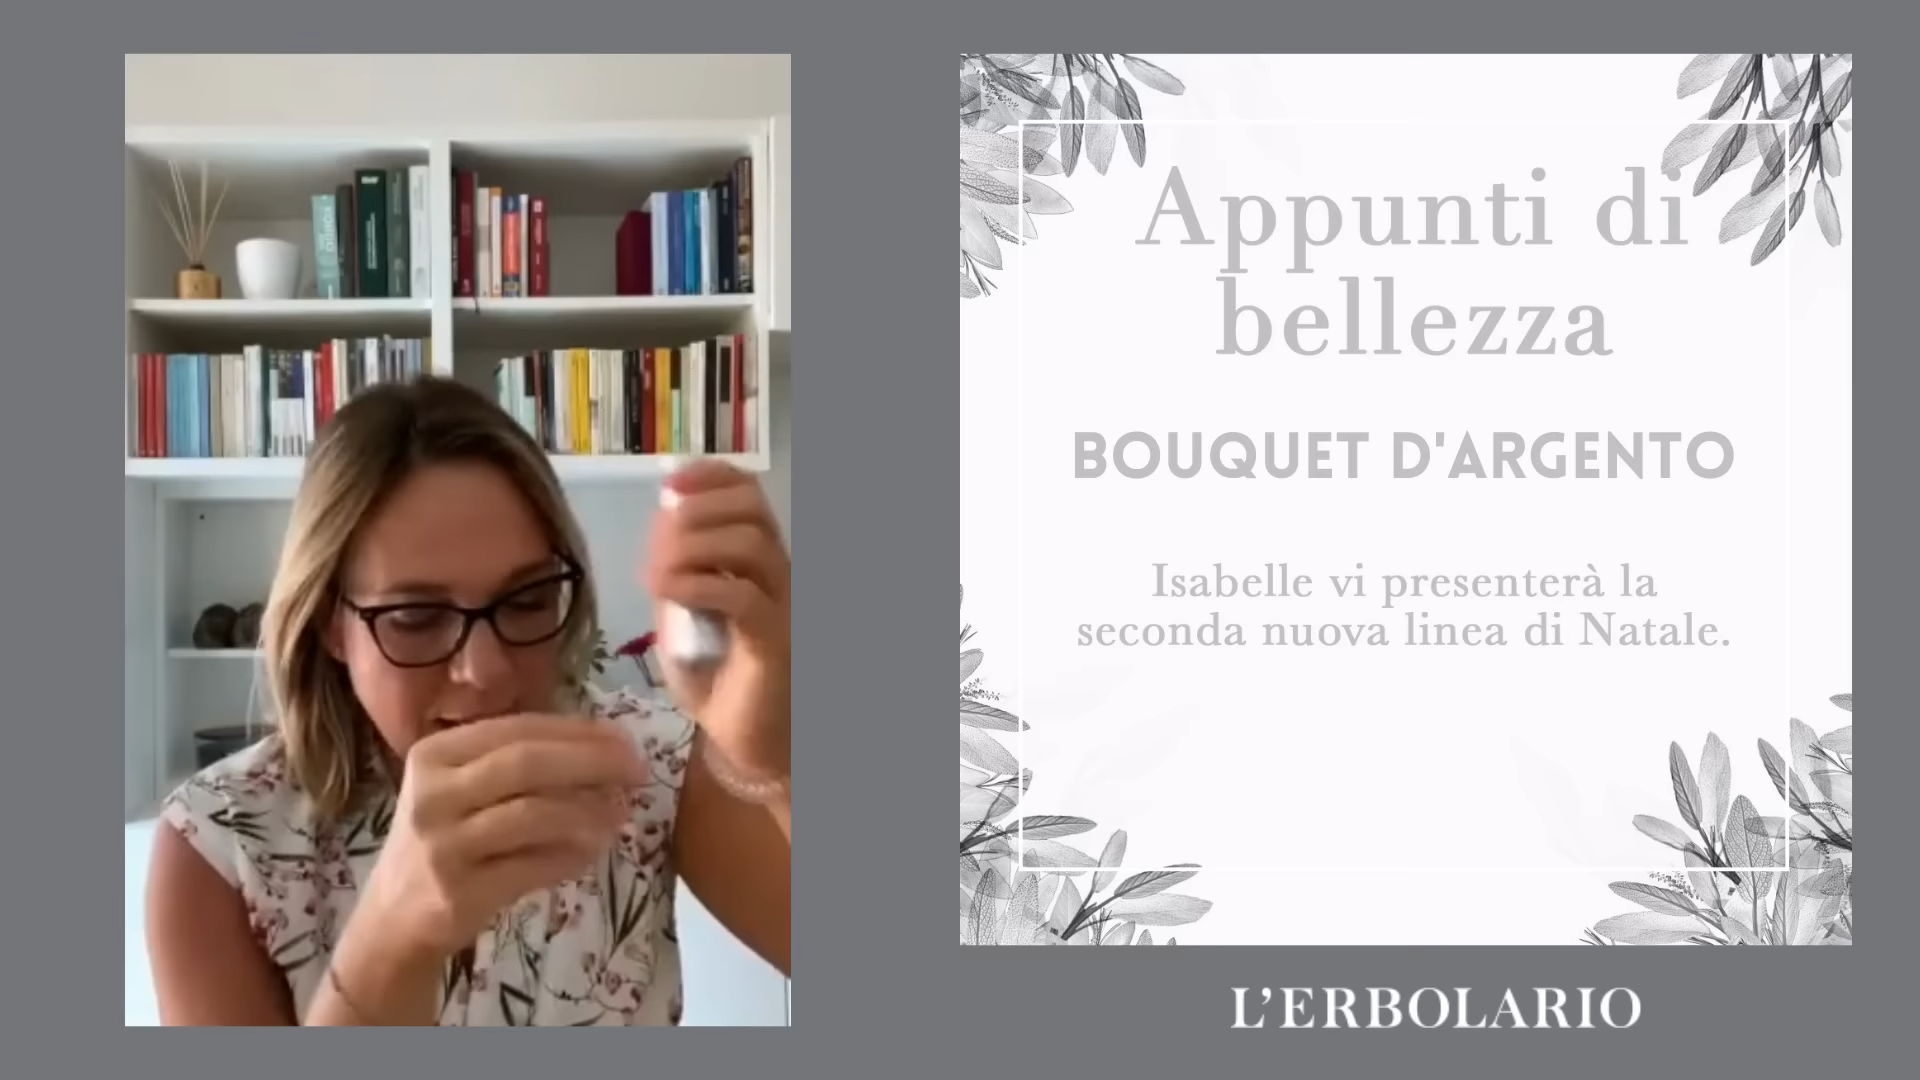 Appunti di
bellezza
BOUQUET D'ARGENTO
Isabelle vi presenterà la
seconda nuova linea di Natale.
L'ERBOLARIO